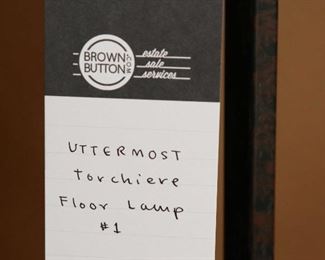 BROWN
BUTTON
.COM
estate
sale
services
UTTERMOST
Torchiere
Floor Lamp
#1